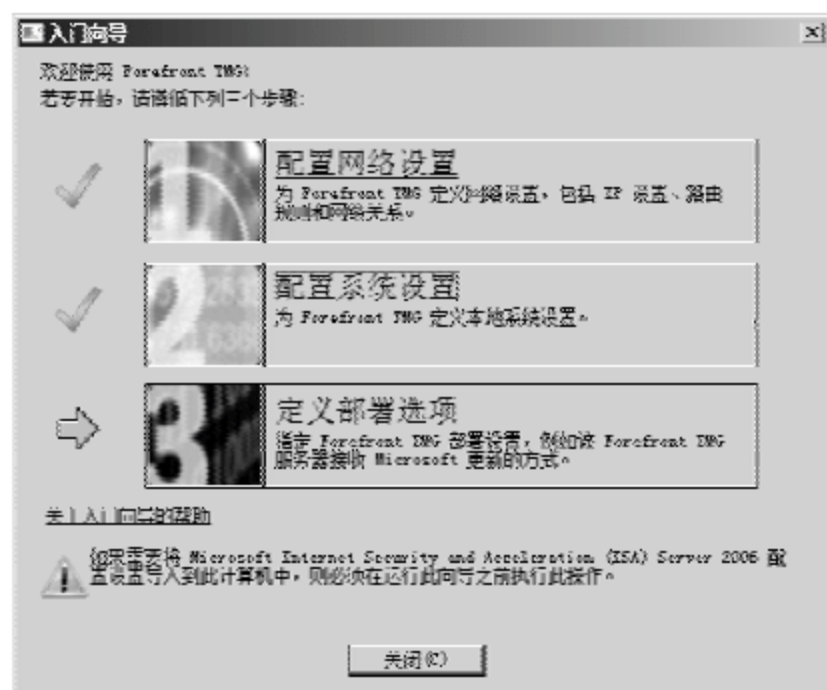 入门向导
欢迎使用 Forefront TMG!
若要开始，请遵循下列三个步骤:
配置网络设置
为 Forefront TMG 定义网络设置，包括 IP 设置、路由
规则和网络关系。
配置系统设置
为 Forefront TMG 定义本地系统设置。
定义部署选项
指定 Forefront TMG 部署设置，例如该 Forefront TMG
服务器接收 Microsoft 更新的方式。
关于入门向导的帮助
如果需要将 Microsoft Internet Security and Acceleration (ISA) Server 2006 配
置设置导入到此计算机中，则必须在运行此向导之前执行此操作。
关闭(C)